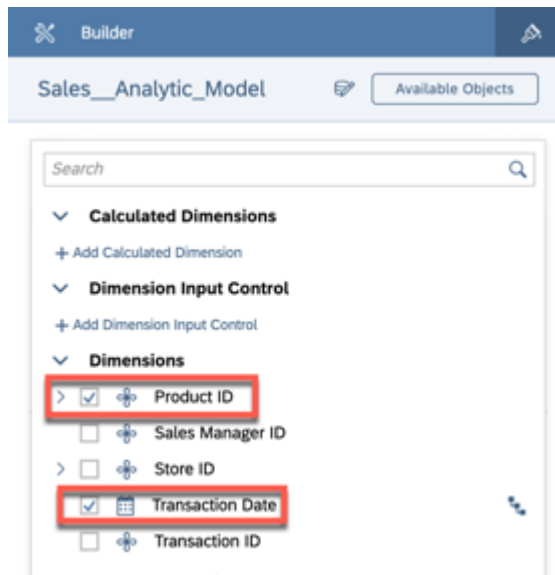 Builder
Sales__Analytic_Model
Available Objects
Search
Calculated Dimensions
+ Add Calculated Dimension
Dimension Input Control
+ Add Dimension Input Control
Dimensions
Product ID
Sales Manager ID
Store ID
Transaction Date
Transaction ID